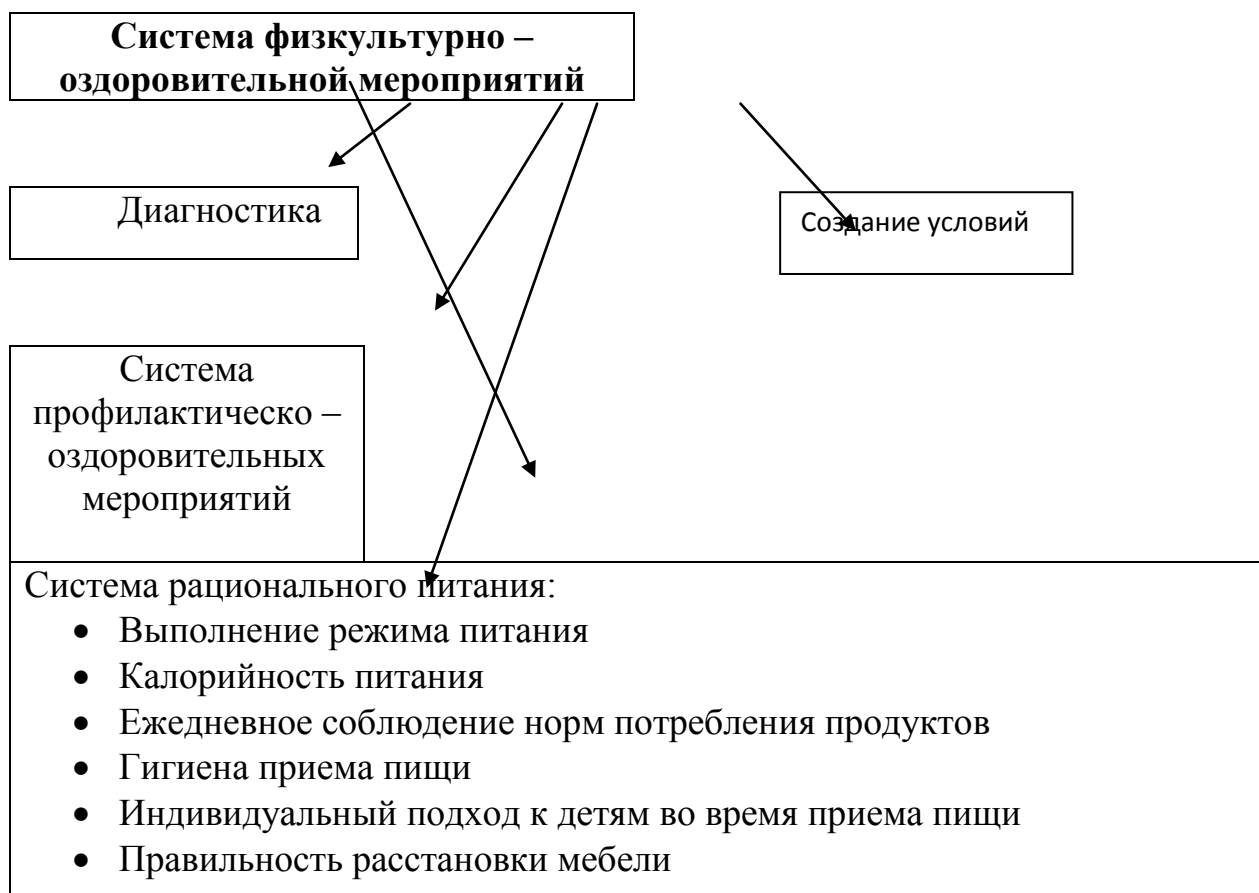 Система физкультурно –
оздоровительной мероприятий
Диагностика
Создание условий
Система
профилактическо –
оздоровительных
мероприятий
Система рационального питания:
• Выполнение режима питания
• Калорийность питания
• Ежедневное соблюдение норм потребления продуктов
• Гигиена приема пищи
• Индивидуальный подход к детям во время приема пищи
• Правильность расстановки мебели